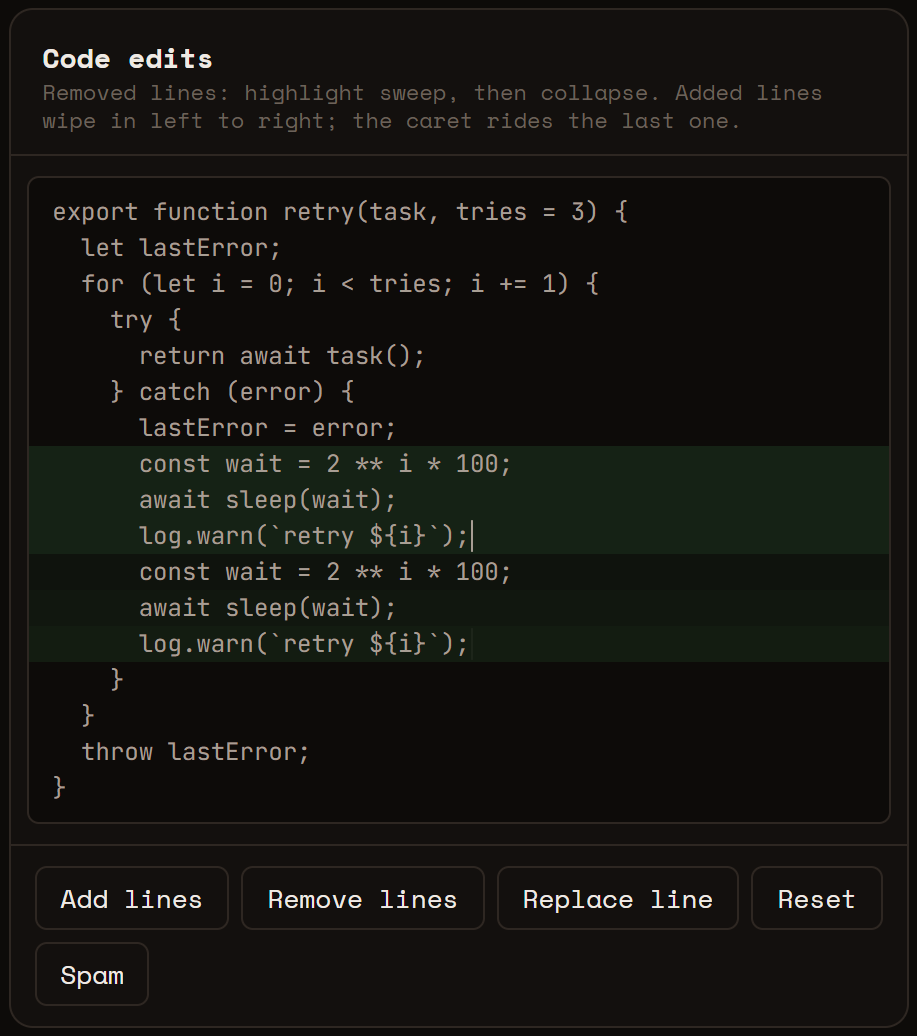 Code edits
Removed lines: highlight sweep, then collapse. Added lines
wipe in left to right; the caret rides the last one.
export function retry(task, tries = 3) {
  let lastError;
  for (let i = 0; i < tries; i += 1) {
    try {
      return await task();
    } catch (error) {
      lastError = error;
      const wait = 2 ** i * 100;
      await sleep(wait);
      log.warn(`retry ${i}`);
      const wait = 2 ** i * 100;
      await sleep(wait);
      log.warn(`retry ${i}`);
    }
  }
  throw lastError;
}
Add lines
Remove lines
Replace line
Reset
Spam